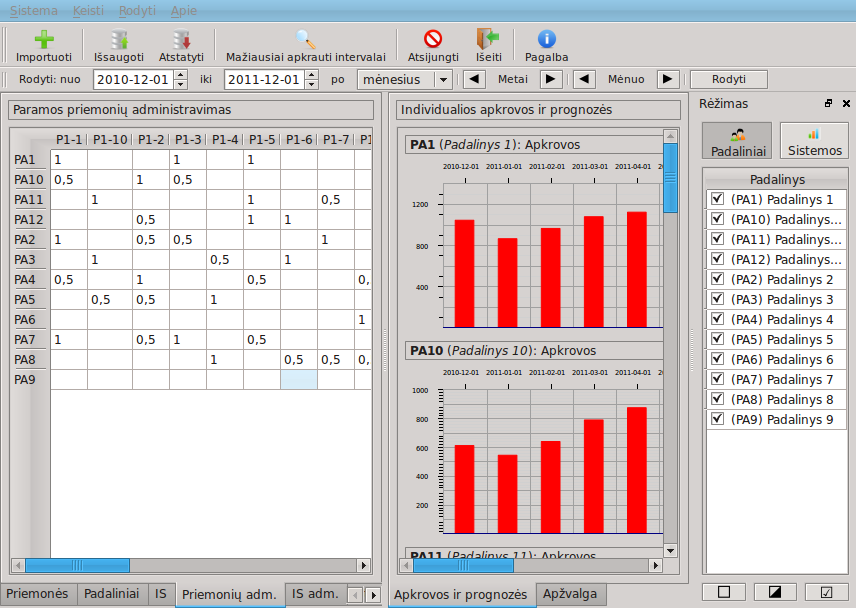 Sistema Keisti Rodyti Apie
Importuoti Išsaugoti Atstatyti Mažiausiai apkrauti intervalai Atsijungti Išeiti Pagalba
Rodyti: nuo 2010-12-01 iki 2011-12-01 po mėnesius Metai Mėnuo Rodyti
Paramos priemonių administravimas
P1-1 P1-10 P1-2 P1-3 P1-4 P1-5 P1-6 P1-7
PA1 1 1 1
PA10 0,5 1 0,5
PA11 1 1 0,5
PA12 0,5 1 1
PA2 1 0,5 0,5 1
PA3 1 0,5 1
PA4 0,5 1 0,5 0,
PA5 0,5 0,5 1
PA6 1
PA7 1 0,5 1 0,5
PA8 1 0,5 0,5 0,
PA9
Priemonės Padaliniai IS Priemonių adm. IS adm.
Individualios apkrovos ir prognozės
PA1 (Padalinys 1): Apkrovos
2010-12-01 2011-01-01 2011-02-01 2011-03-01 2011-04-01
1200
800
400
PA10 (Padalinys 10): Apkrovos
2010-12-01 2011-01-01 2011-02-01 2011-03-01 2011-04-01
1000
800
600
400
200
PA11 (Padalinys 11): Apkrovos
Apkrovos ir prognozės Apžvalga
Rėžimas
Padaliniai Sistemos
Padalinys
(PA1) Padalinys 1
(PA10) Padalinys...
(PA11) Padalinys...
(PA12) Padalinys...
(PA2) Padalinys 2
(PA3) Padalinys 3
(PA4) Padalinys 4
(PA5) Padalinys 5
(PA6) Padalinys 6
(PA7) Padalinys 7
(PA8) Padalinys 8
(PA9) Padalinys 9